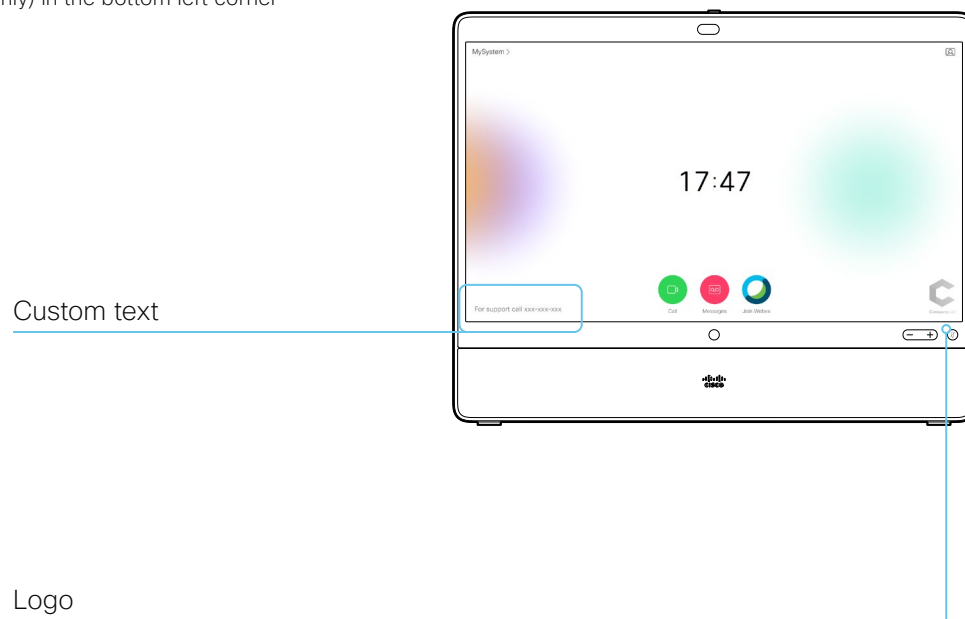 nly) in the bottom left corner
MySystem >
17:47
For support call xxx-xxx-xxx
Call Messages Join Webex
CISCO
Custom text
Logo